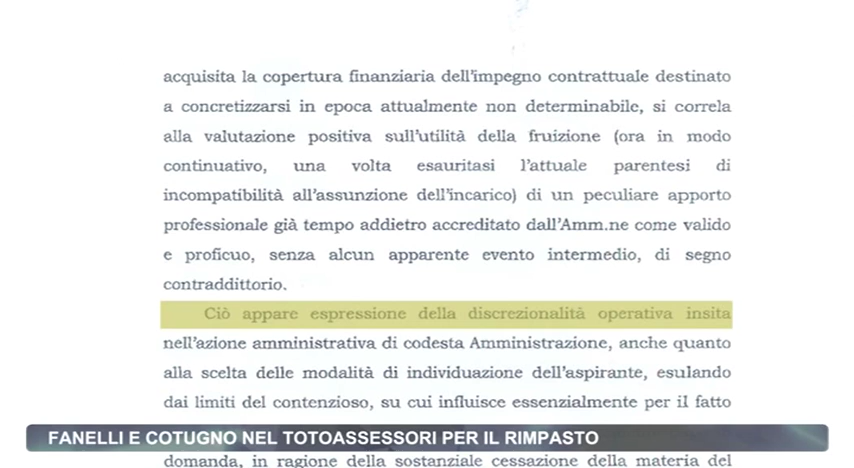 acquisita la copertura finanziaria dell'impegno contrattuale destinato
a concretizzarsi in epoca attualmente non determinabile, si correla
alla valutazione positiva sull'utilità della fruizione (ora in modo
continuativo, una volta esauritasi l'attuale parentesi di
incompatibilità all'assunzione dell'incarico) di un peculiare apporto
professionale già tempo addietro accreditato dall'Amm.ne come valido
e proficuo, senza alcun apparente evento intermedio, di segno
contraddittorio.
Ciò appare espressione della discrezionalità operativa insita
nell'azione amministrativa di codesta Amministrazione, anche quanto
alla scelta delle modalità di individuazione dell'aspirante, esulando
dai limiti del contenzioso, su cui influisce essenzialmente per il fatto
FANELLI E COTUGNO NEL TOTOASSESSORI PER IL RIMPASTO
domanda, in ragione della sostanziale cessazione della materia del